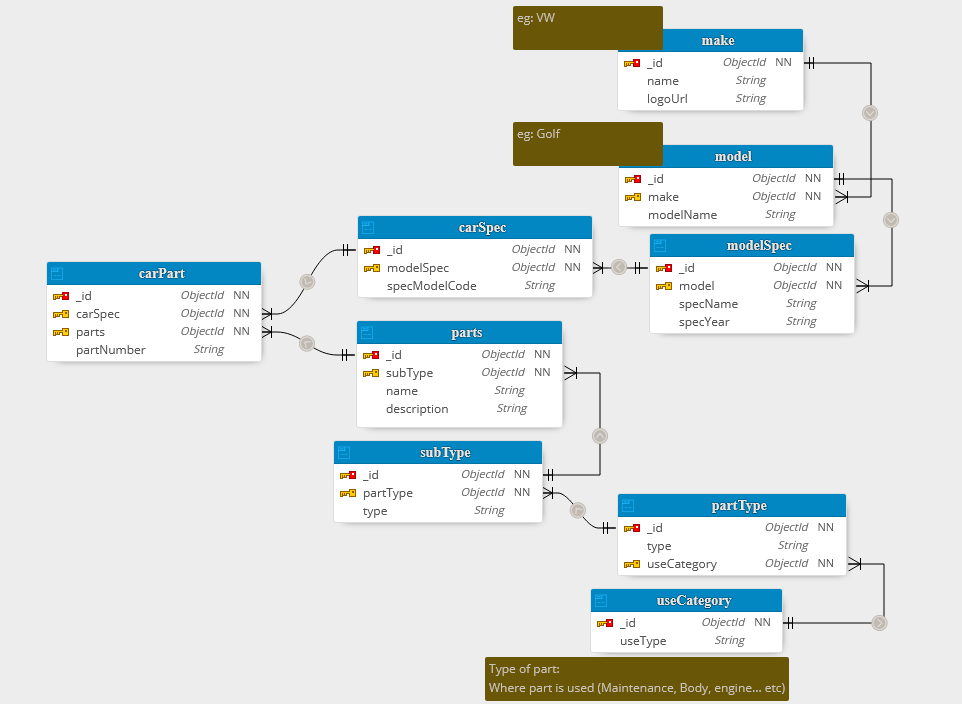 eg: VW
make
_id ObjectId NN
name String
logoUrl String
eg: Golf
model
_id ObjectId NN
make ObjectId NN
modelName String
carSpec
_id ObjectId NN
modelSpec ObjectId NN
specModelCode String
modelSpec
_id ObjectId NN
model ObjectId NN
specName String
specYear String
carPart
_id ObjectId NN
carSpec ObjectId NN
parts ObjectId NN
partNumber String
parts
_id ObjectId NN
subType ObjectId NN
name String
description String
subType
_id ObjectId NN
partType ObjectId NN
type String
partType
_id ObjectId NN
type String
useCategory ObjectId NN
useCategory
_id ObjectId NN
useType String
Type of part:
Where part is used (Maintenance, Body, engine... etc)